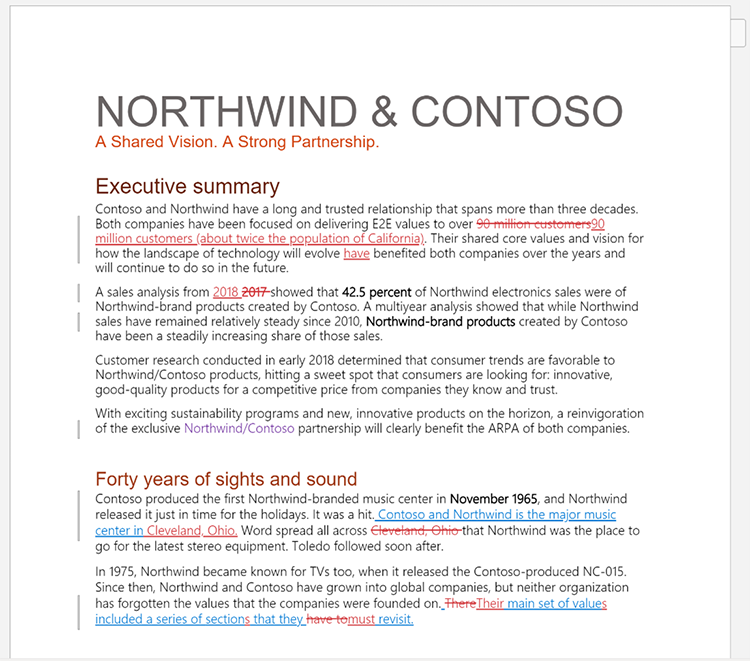 NORTHWIND & CONTOSO
A Shared Vision. A Strong Partnership.
Executive summary
Contoso and Northwind have a long and trusted relationship that spans more than three decades.
Both companies have been focused on delivering E2E values to over 90 million customers90
million customers (about twice the population of California). Their shared core values and vision for
how the landscape of technology will evolve have benefited both companies over the years and
will continue to do so in the future.
A sales analysis from 2018 2017 showed that 42.5 percent of Northwind electronics sales were of
Northwind-brand products created by Contoso. A multiyear analysis showed that while Northwind
sales have remained relatively steady since 2010, Northwind-brand products created by Contoso
have been a steadily increasing share of those sales.
Customer research conducted in early 2018 determined that consumer trends are favorable to
Northwind/Contoso products, hitting a sweet spot that consumers are looking for: innovative,
good-quality products for a competitive price from companies they know and trust.
With exciting sustainability programs and new, innovative products on the horizon, a reinvigoration
of the exclusive Northwind/Contoso partnership will clearly benefit the ARPA of both companies.
Forty years of sights and sound
Contoso produced the first Northwind-branded music center in November 1965, and Northwind
released it just in time for the holidays. It was a hit. Contoso and Northwind is the major music
center in Cleveland, Ohio. Word spread all across Cleveland, Ohio that Northwind was the place to
go for the latest stereo equipment. Toledo followed soon after.
In 1975, Northwind became known for TVs too, when it released the Contoso-produced NC-015.
Since then, Northwind and Contoso have grown into global companies, but neither organization
has forgotten the values that the companies were founded on. ThereTheir main set of values
included a series of sections that they have tomust revisit.